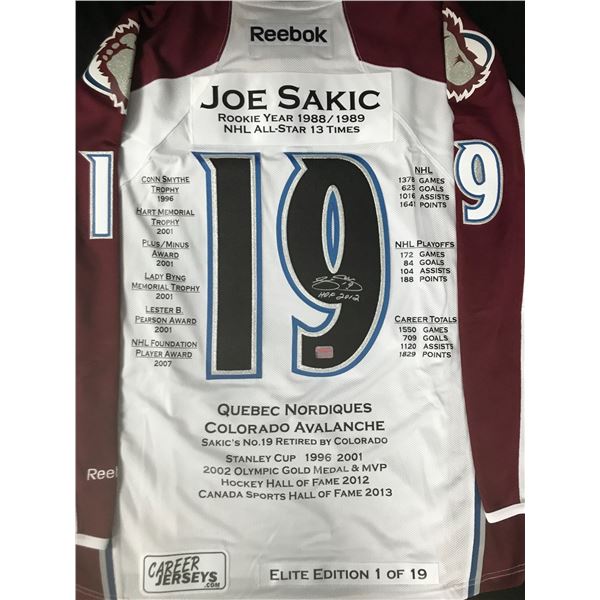 Reebok
JOE SAKIC
ROOKIE YEAR 1988/1989
NHL ALL-STAR 13 TIMES
1
19
9
CONN SMYTHE
TROPHY
1996
HART MEMORIAL
TROPHY
2001
PLUS/MINUS
AWARD
2001
LADY BYNG
MEMORIAL TROPHY
2001
LESTER B.
PEARSON AWARD
2001
NHL FOUNDATION
PLAYER AWARD
2007
NHL
1378 GAMES
625 GOALS
1016 ASSISTS
1641 POINTS
NHL PLAYOFFS
172 GAMES
84 GOALS
104 ASSISTS
188 POINTS
CAREER TOTALS
1550 GAMES
709 GOALS
1120 ASSISTS
1829 POINTS
19
HOF 2012
QUEBEC NORDIQUES
COLORADO AVALANCHE
SAKIC'S NO.19 RETIRED BY COLORADO
STANLEY CUP 1996 2001
2002 OLYMPIC GOLD MEDAL & MVP
HOCKEY HALL OF FAME 2012
CANADA SPORTS HALL OF FAME 2013
Ree
CAREER
JERSEYS.COM
ELITE EDITION 1 OF 19